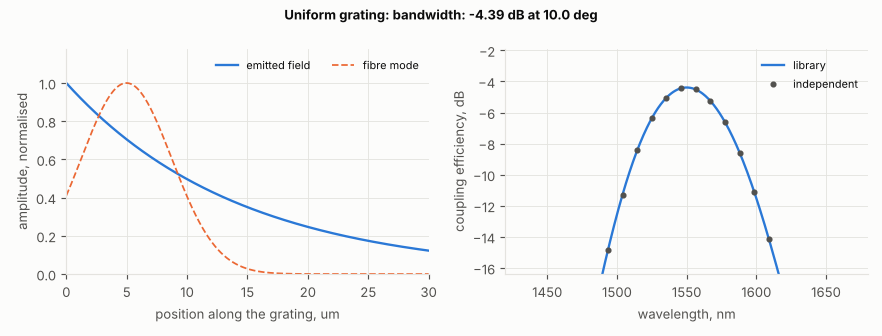 Uniform grating: bandwidth: -4.39 dB at 10.0 deg
emitted field
fibre mode
amplitude, normalised
1.0
0.8
0.6
0.4
0.2
0.0
0
5
10
15
20
25
30
position along the grating, um
library
independent
coupling efficiency, dB
−2
−4
−6
−8
−10
−12
−14
−16
1450
1500
1550
1600
1650
wavelength, nm